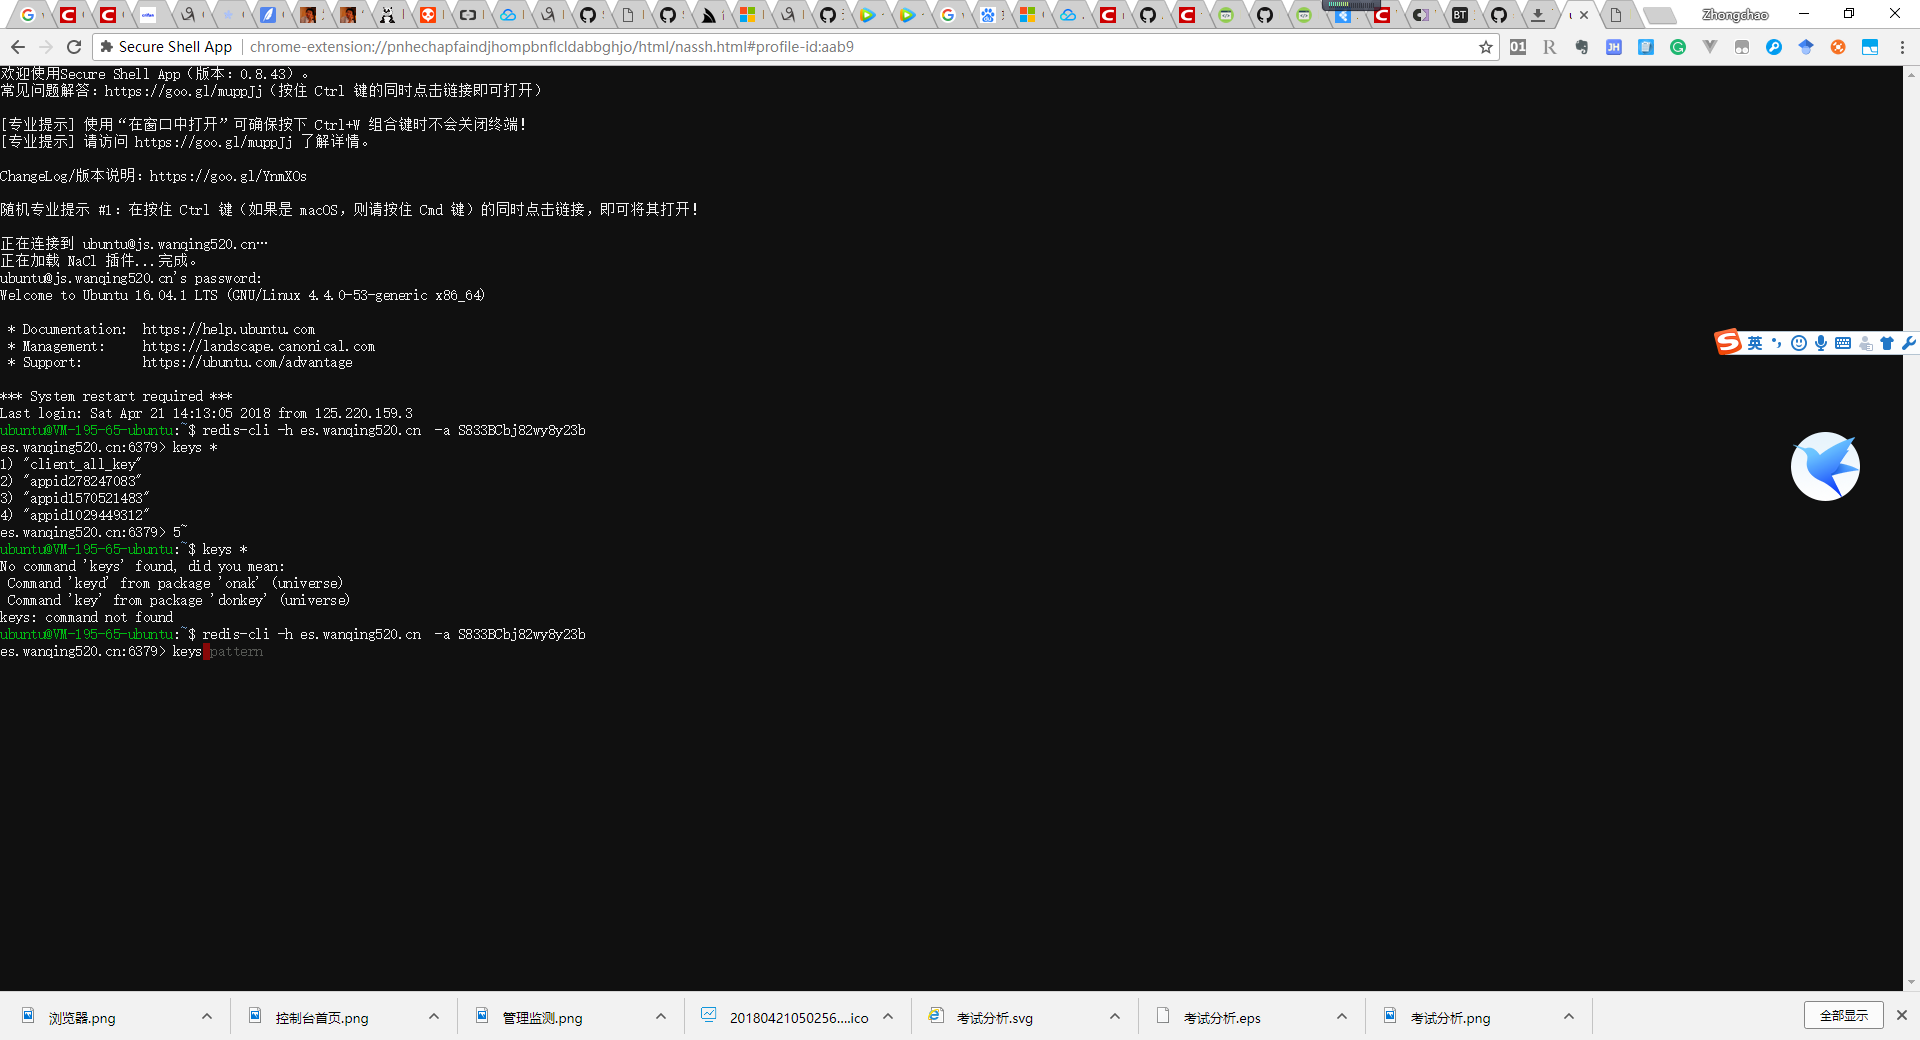 Zhongchao
Secure Shell App | chrome-extension://pnhechapfaindjhompbnflcldabbghjo/html/nassh.html#profile-id:aab9
欢迎使用Secure Shell App（版本：0.8.43）。
常见问题解答：https://goo.gl/muppJj（按住 Ctrl 键的同时点击链接即可打开）
[专业提示] 使用“在窗口中打开”可确保按下 Ctrl+W 组合键时不会关闭终端！
[专业提示] 请访问 https://goo.gl/muppJj 了解详情。
ChangeLog/版本说明：https://goo.gl/YnmXOs
随机专业提示 #1：在按住 Ctrl 键（如果是 macOS，则请按住 Cmd 键）的同时点击链接，即可将其打开！
正在连接到 ubuntu@js.wanqing520.cn…
正在加载 NaCl 插件...完成。
ubuntu@js.wanqing520.cn's password:
Welcome to Ubuntu 16.04.1 LTS (GNU/Linux 4.4.0-53-generic x86_64)
* Documentation:  https://help.ubuntu.com
* Management:     https://landscape.canonical.com
* Support:        https://ubuntu.com/advantage
*** System restart required ***
Last login: Sat Apr 21 14:13:05 2018 from 125.220.159.3
ubuntu@VM-195-65-ubuntu:~$ redis-cli -h es.wanqing520.cn  -a S833BCbj82wy8y23b
es.wanqing520.cn:6379> keys *
1) "client_all_key"
2) "appid278247083"
3) "appid1570521483"
4) "appid1029449312"
es.wanqing520.cn:6379> 5~
ubuntu@VM-195-65-ubuntu:~$ keys *
No command 'keys' found, did you mean:
Command 'keyd' from package 'onak' (universe)
Command 'key' from package 'donkey' (universe)
keys: command not found
ubuntu@VM-195-65-ubuntu:~$ redis-cli -h es.wanqing520.cn  -a S833BCbj82wy8y23b
es.wanqing520.cn:6379> keys pattern
英
浏览器.png
控制台首页.png
管理监测.png
20180421050256....ico
考试分析.svg
考试分析.eps
考试分析.png
全部显示